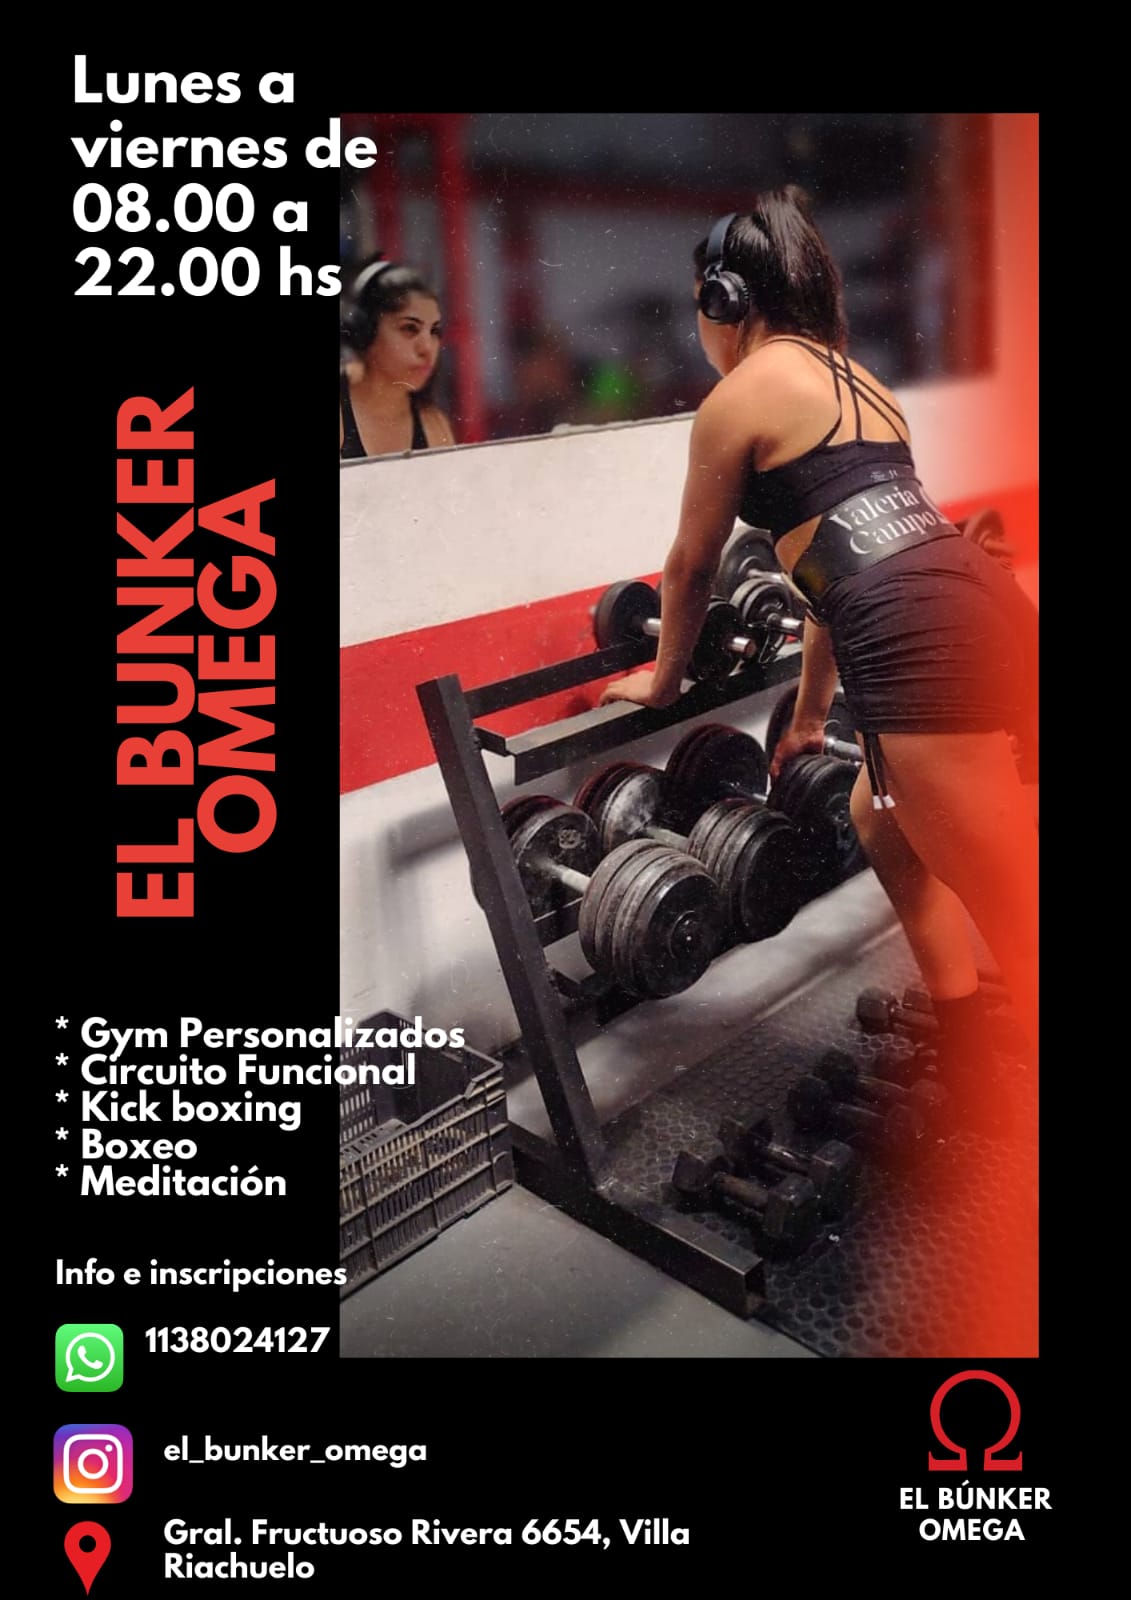 Lunes a
viernes de
08.00 a
22.00 hs
EL BUNKER
OMEGA
Valeria
Campo
* Gym Personalizados
* Circuito Funcional
* Kick boxing
* Boxeo
* Meditación
Info e inscripciones
1138024127
el_bunker_omega
Gral. Fructuoso Rivera 6654, Villa
Riachuelo
Ω
EL BÚNKER
OMEGA